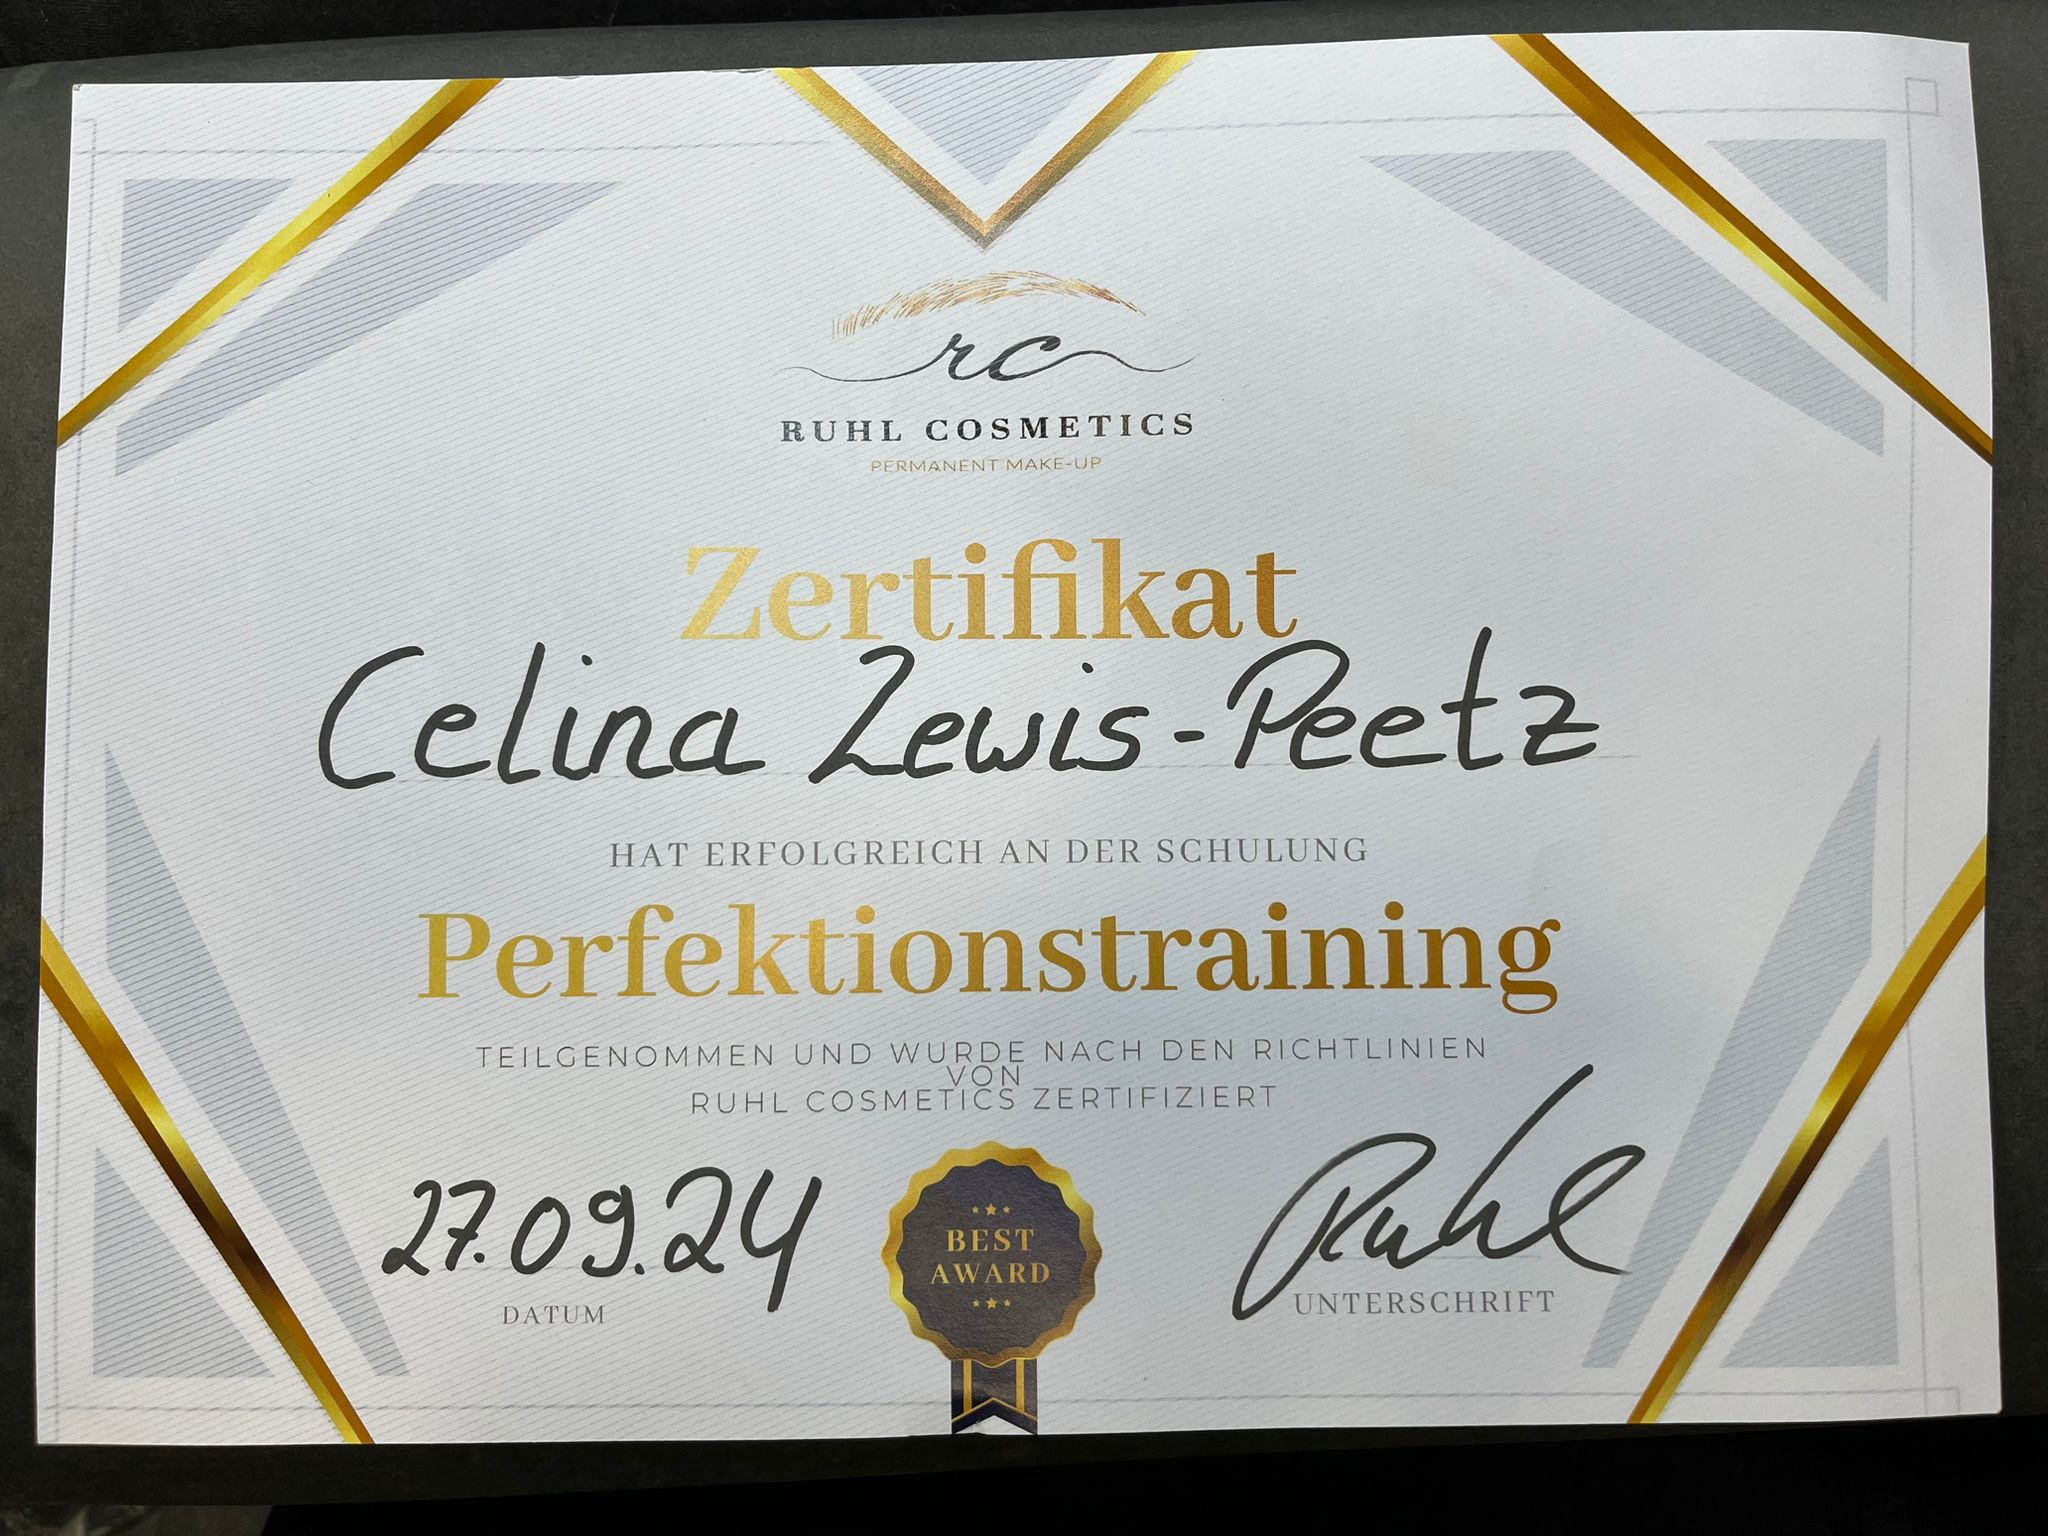 rc
RUHL COSMETICS
PERMANENT MAKE-UP
Zertifikat
Celina Lewis-Peetz
HAT ERFOLGREICH AN DER SCHULUNG
Perfektionstraining
TEILGENOMMEN UND WURDE NACH DEN RICHTLINIEN
VON
RUHL COSMETICS ZERTIFIZIERT
27.09.24
DATUM
BEST
AWARD
Ruhl
UNTERSCHRIFT